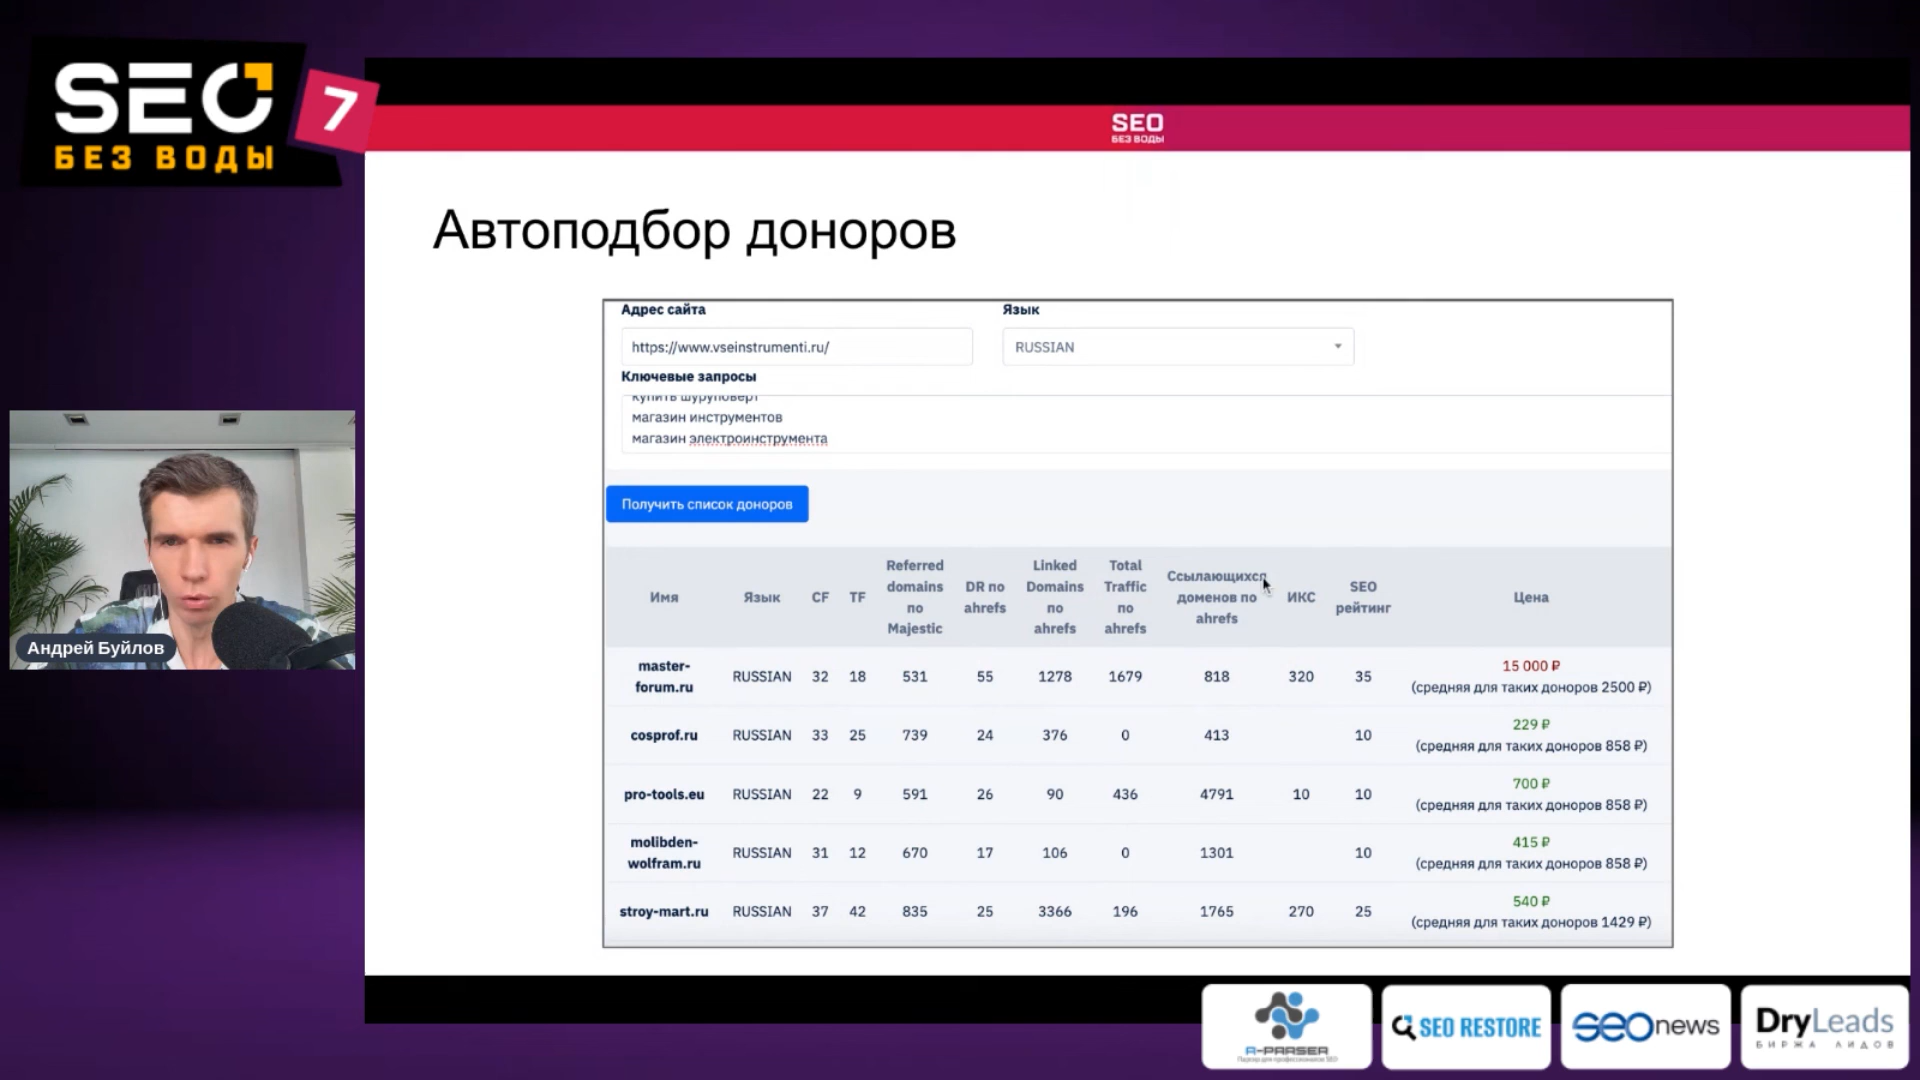 SEO
БЕЗ ВОДЫ
7
SEO
БЕЗ ВОДЫ
Автоподбор доноров
Адрес сайта
Язык
https://www.vseinstrumenti.ru/
RUSSIAN
Ключевые запросы
купить шуруповерт
магазин инструментов
магазин электроинструмента
Получить список доноров
Имя Язык CF TF Referred domains по Majestic DR по ahrefs Linked Domains по ahrefs Total Traffic по ahrefs Ссылающихся доменов по ahrefs ИКС SEO рейтинг Цена
master-forum.ru RUSSIAN 32 18 531 55 1278 1679 818 320 35 15 000 ₽
(средняя для таких доноров 2500 ₽)
cosprof.ru RUSSIAN 33 25 739 24 376 0 413 10 229 ₽
(средняя для таких доноров 858 ₽)
pro-tools.eu RUSSIAN 22 9 591 26 90 436 4791 10 10 700 ₽
(средняя для таких доноров 858 ₽)
molibden-wolfram.ru RUSSIAN 31 12 670 17 106 0 1301 10 415 ₽
(средняя для таких доноров 858 ₽)
stroy-mart.ru RUSSIAN 37 42 835 25 3366 196 1765 270 25 540 ₽
(средняя для таких доноров 1429 ₽)
Андрей Буйлов
A-PARSER
Парсер для профессионалов SEO
SEO RESTORE
seonews
DryLeads
БИРЖА ЛИДОВ